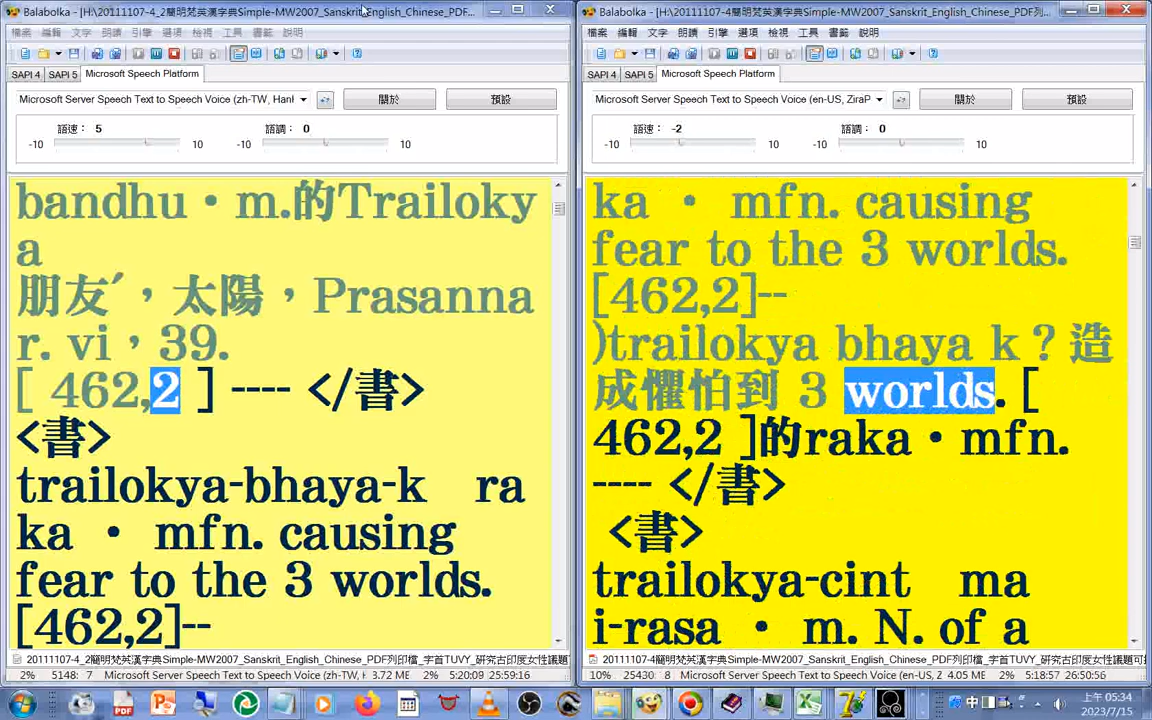 Balabolka - [H:\20111107-4_2簡明梵英漢字典Simple-MW2007_Sanskrit_English_Chinese_PDF...
檔案 編輯 文字 朗讀 引擎 選項 檢視 工具 書籤 說明
SAPI 4 SAPI 5 Microsoft Speech Platform
Microsoft Server Speech Text to Speech Voice (zh-TW, HanH 關於 預設
語速： 5 語調： 0
-10 10 -10 10
bandhu・m.的Trailoky
a
朋友′，太陽，Prasanna
r. vi，39.
[ 462,2 ] ---- </書>
<書>
trailokya-bhaya-k ra
ka ・ mfn. causing
fear to the 3 worlds.
[462,2]--
20111107-4_2簡明梵英漢字典Simple-MW2007_Sanskrit_English_Chinese_PDF列印檔_字首TUVY_研究古印度女性議題
2% 5148: 7 Microsoft Server Speech Text to Speech Voice (zh-TW, H 3.72 MB 2% 5:20:09 25:59:16
Balabolka - [H:\20111107-4簡明梵英漢字典Simple-MW2007_Sanskrit_English_Chinese_PDF列...
檔案 編輯 文字 朗讀 引擎 選項 檢視 工具 書籤 說明
SAPI 4 SAPI 5 Microsoft Speech Platform
Microsoft Server Speech Text to Speech Voice (en-US, ZiraP 關於 預設
語速： -2 語調： 0
-10 10 -10 10
ka ・ mfn. causing
fear to the 3 worlds.
[462,2]--
)trailokya bhaya k？造
成懼怕到 3 worlds. [
462,2 ]的raka・mfn.
---- </書>
<書>
trailokya-cint ma
i-rasa ・ m. N. of a
20111107-4簡明梵英漢字典Simple-MW2007_Sanskrit_English_Chinese_PDF列印檔_字首TUVY_研究古印度女性議題可
10% 25430: 8 Microsoft Server Speech Text to Speech Voice (en-US, Z 4.05 MB 2% 5:18:57 26:50:56
中
上午 05:34
2023/7/15